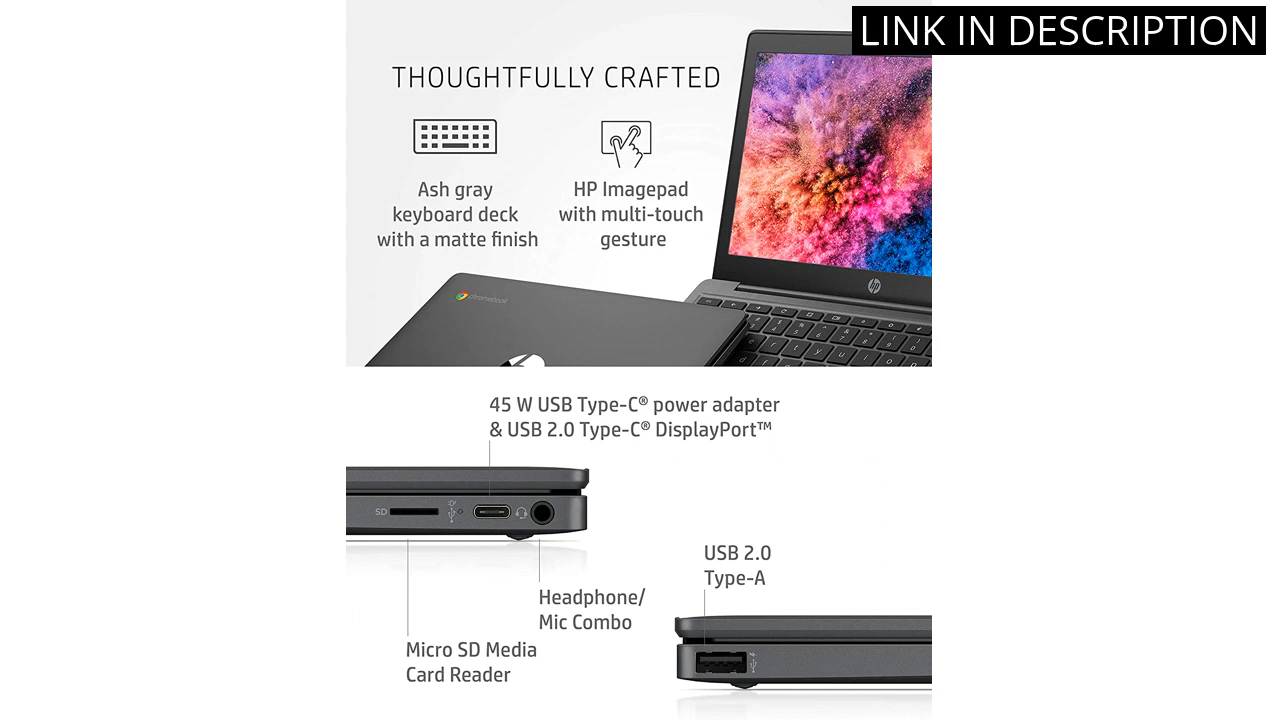 LINK IN DESCRIPTION
THOUGHTFULLY CRAFTED
Ash gray
keyboard deck
with a matte finish
HP Imagepad
with multi-touch
gesture
hp
chromebook
45 W USB Type-C® power adapter
& USB 2.0 Type-C® DisplayPort™
SD
Headphone/
Mic Combo
Micro SD Media
Card Reader
USB 2.0
Type-A